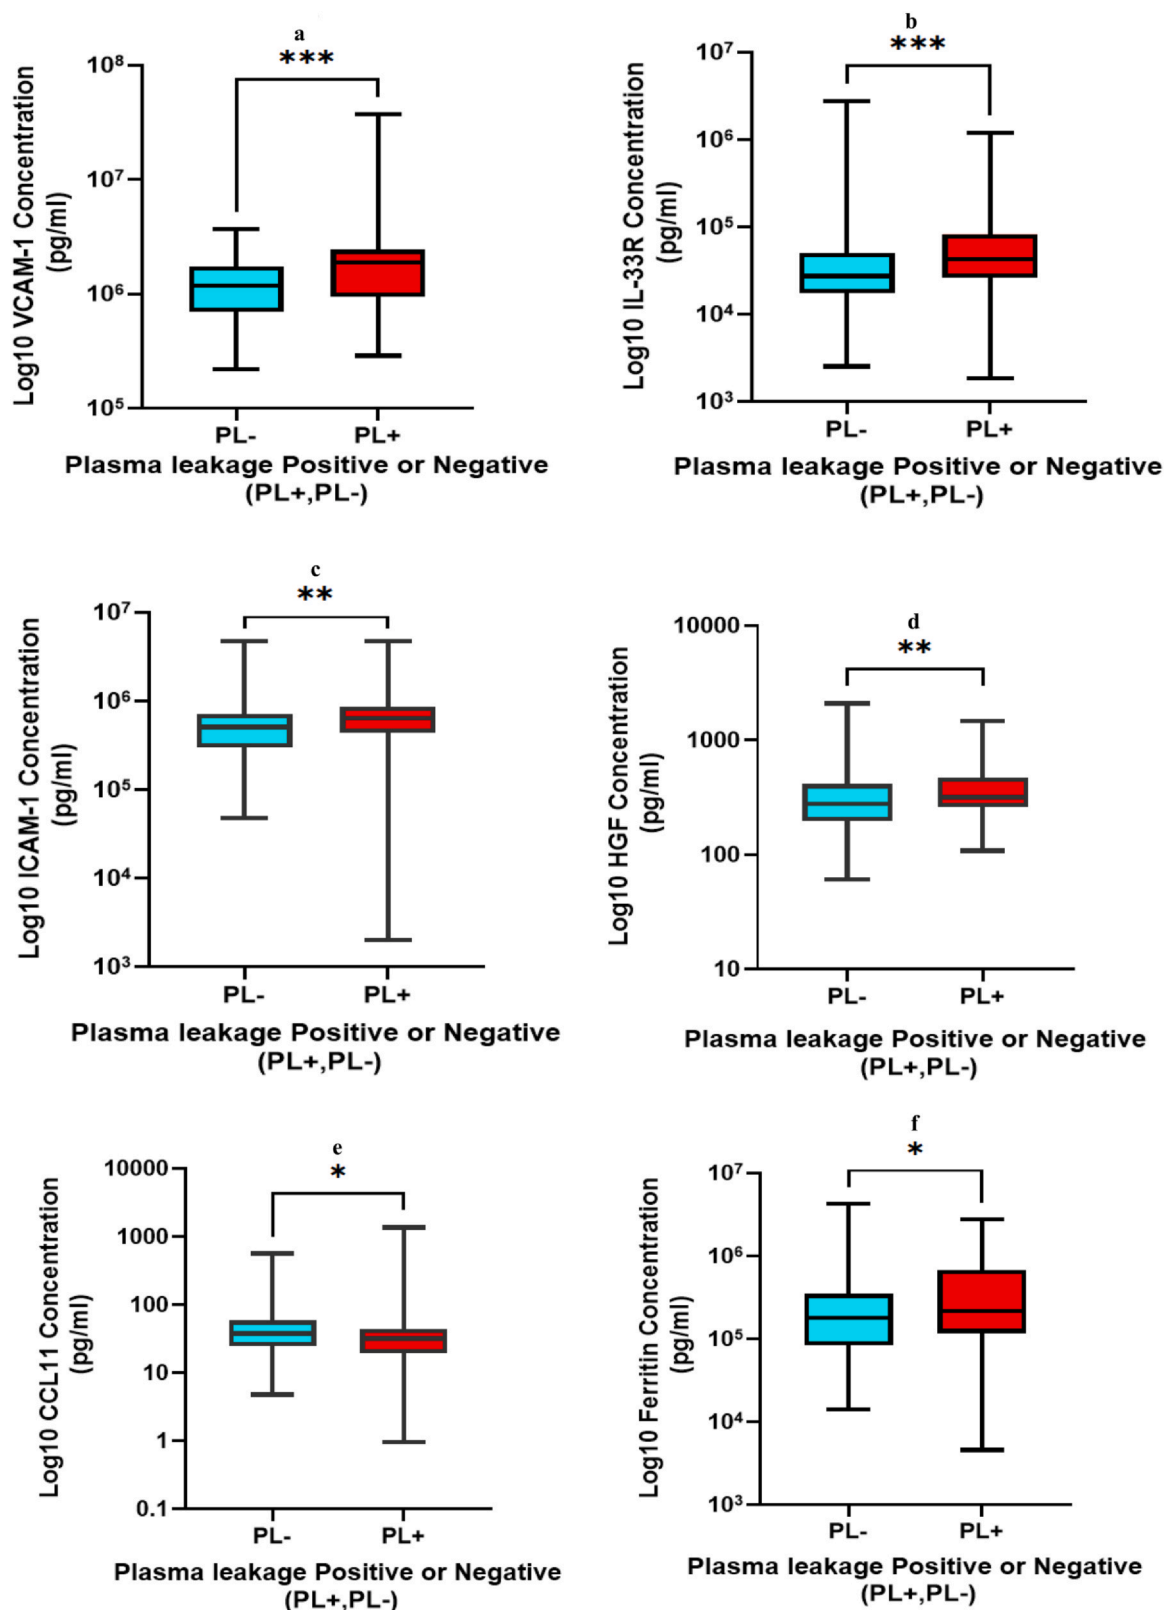 a
***
Log10 VCAM-1 Concentration
(pg/ml)
10⁸
10⁷
10⁶
10⁵
PL-
PL+
Plasma leakage Positive or Negative
(PL+,PL-)
b
***
Log10 IL-33R Concentration
(pg/ml)
10⁷
10⁶
10⁵
10⁴
10³
PL-
PL+
Plasma leakage Positive or Negative
(PL+,PL-)
c
**
Log10 ICAM-1 Concentration
(pg/ml)
10⁷
10⁶
10⁵
10⁴
10³
PL-
PL+
Plasma leakage Positive or Negative
(PL+,PL-)
d
**
Log10 HGF Concentration
(pg/ml)
10000
1000
100
10
PL-
PL+
Plasma leakage Positive or Negative
(PL+,PL-)
e
*
Log10 CCL11 Concentration
(pg/ml)
10000
1000
100
10
1
0.1
PL-
PL+
Plasma leakage Positive or Negative
(PL+,PL-)
f
*
Log10 Ferritin Concentration
(pg/ml)
10⁷
10⁶
10⁵
10⁴
10³
PL-
PL+
Plasma leakage Positive or Negative
(PL+,PL-)